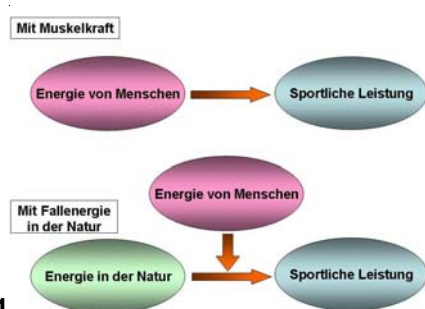 Mit Muskelkraft
Energie von Menschen
Sportliche Leistung
Energie von Menschen
Mit Fallenergie
in der Natur
Energie in der Natur
Sportliche Leistung